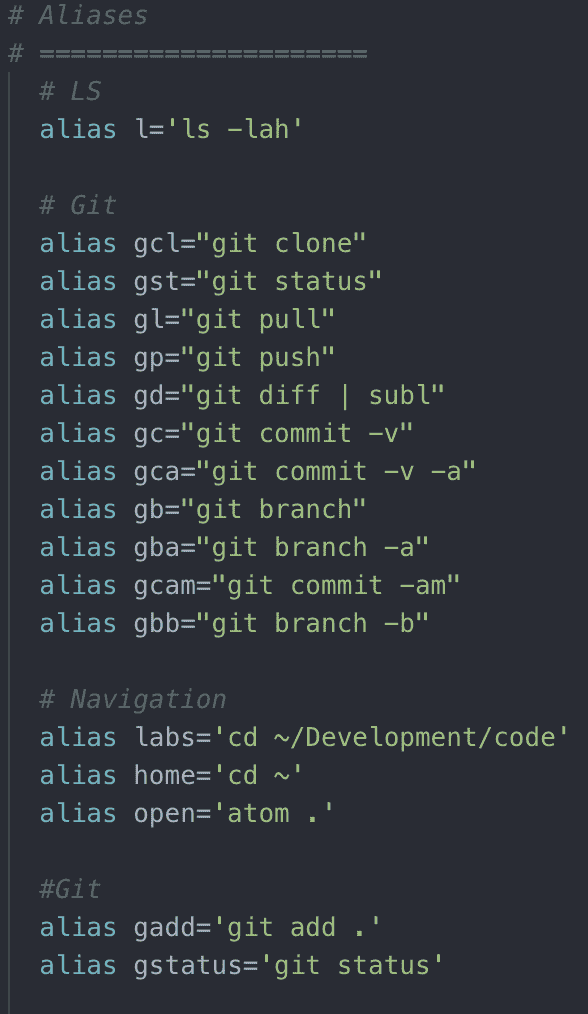 # Aliases
# =====================
# LS
alias l='ls -lah'
# Git
alias gcl="git clone"
alias gst="git status"
alias gl="git pull"
alias gp="git push"
alias gd="git diff | subl"
alias gc="git commit -v"
alias gca="git commit -v -a"
alias gb="git branch"
alias gba="git branch -a"
alias gcam="git commit -am"
alias gbb="git branch -b"
# Navigation
alias labs='cd ~/Development/code'
alias home='cd ~'
alias open='atom .'
#Git
alias gadd='git add .'
alias gstatus='git status'